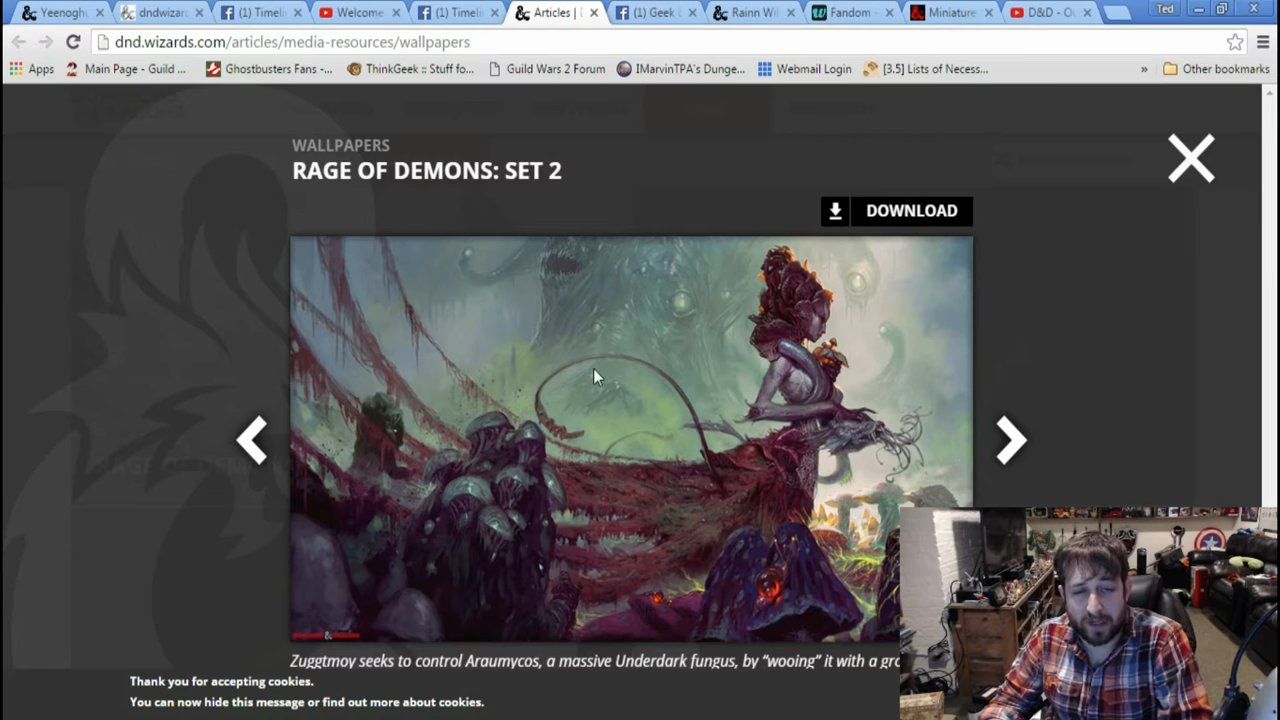 Yeenogh
dndwizar
(1) Timeli
Welcome
(1) Timeli
Articles |
(1) Geek
Rainn Wil
Fandom -
Miniature
D&D - O
Ted
dnd.wizards.com/articles/media-resources/wallpapers
Apps
Main Page - Guild ...
Ghostbusters Fans -...
ThinkGeek :: Stuff fo...
Guild Wars 2 Forum
IMarvinTPA's Dunge...
Webmail Login
[3.5] Lists of Necess...
»
Other bookmarks
WALLPAPERS
RAGE OF DEMONS: SET 2
DOWNLOAD
Zuggtmoy seeks to control Araumycos, a massive Underdark fungus, by “wooing” it with a gr
Thank you for accepting cookies.
You can now hide this message or find out more about cookies.